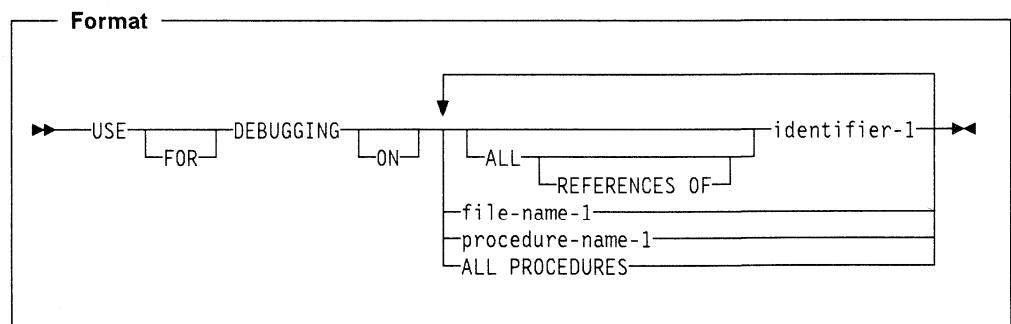 Format
USE DEBUGGING identifier-1
FOR ON ALL
REFERENCES OF
file-name-1
procedure-name-1
ALL PROCEDURES